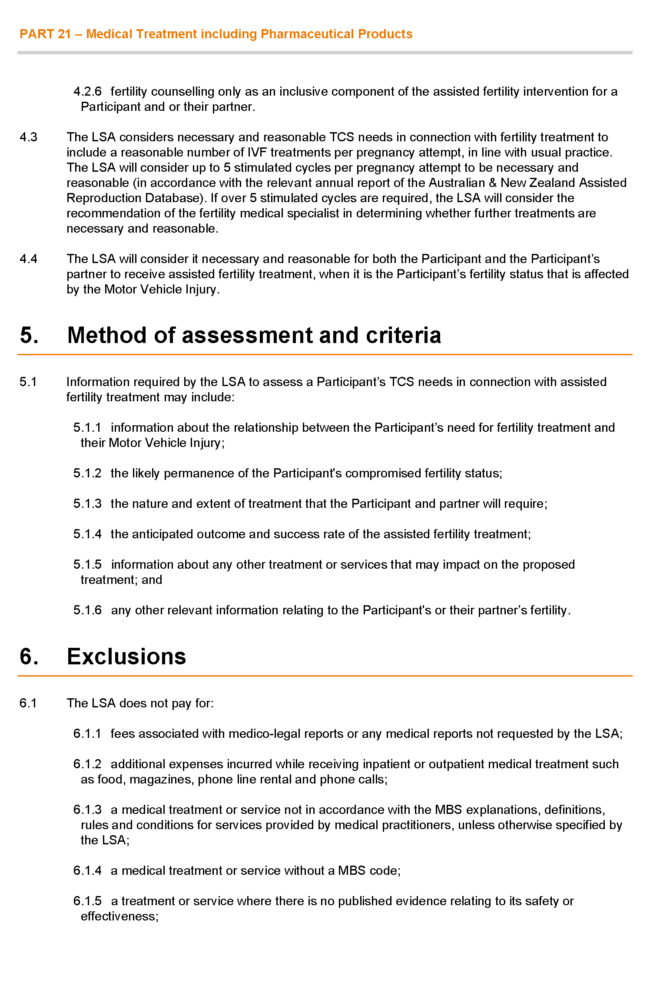 PART 21 – Medical Treatment including Pharmaceutical Products
4.2.6 fertility counselling only as an inclusive component of the assisted fertility intervention for a
Participant and or their partner.
4.3 The LSA considers necessary and reasonable TCS needs in connection with fertility treatment to
include a reasonable number of IVF treatments per pregnancy attempt, in line with usual practice.
The LSA will consider up to 5 stimulated cycles per pregnancy attempt to be necessary and
reasonable (in accordance with the relevant annual report of the Australian & New Zealand Assisted
Reproduction Database). If over 5 stimulated cycles are required, the LSA will consider the
recommendation of the fertility medical specialist in determining whether further treatments are
necessary and reasonable.
4.4 The LSA will consider it necessary and reasonable for both the Participant and the Participant’s
partner to receive assisted fertility treatment, when it is the Participant’s fertility status that is affected
by the Motor Vehicle Injury.
5. Method of assessment and criteria
5.1 Information required by the LSA to assess a Participant’s TCS needs in connection with assisted
fertility treatment may include:
5.1.1 information about the relationship between the Participant’s need for fertility treatment and
their Motor Vehicle Injury;
5.1.2 the likely permanence of the Participant's compromised fertility status;
5.1.3 the nature and extent of treatment that the Participant and partner will require;
5.1.4 the anticipated outcome and success rate of the assisted fertility treatment;
5.1.5 information about any other treatment or services that may impact on the proposed
treatment; and
5.1.6 any other relevant information relating to the Participant's or their partner’s fertility.
6. Exclusions
6.1 The LSA does not pay for:
6.1.1 fees associated with medico-legal reports or any medical reports not requested by the LSA;
6.1.2 additional expenses incurred while receiving inpatient or outpatient medical treatment such
as food, magazines, phone line rental and phone calls;
6.1.3 a medical treatment or service not in accordance with the MBS explanations, definitions,
rules and conditions for services provided by medical practitioners, unless otherwise specified by
the LSA;
6.1.4 a medical treatment or service without a MBS code;
6.1.5 a treatment or service where there is no published evidence relating to its safety or
effectiveness;